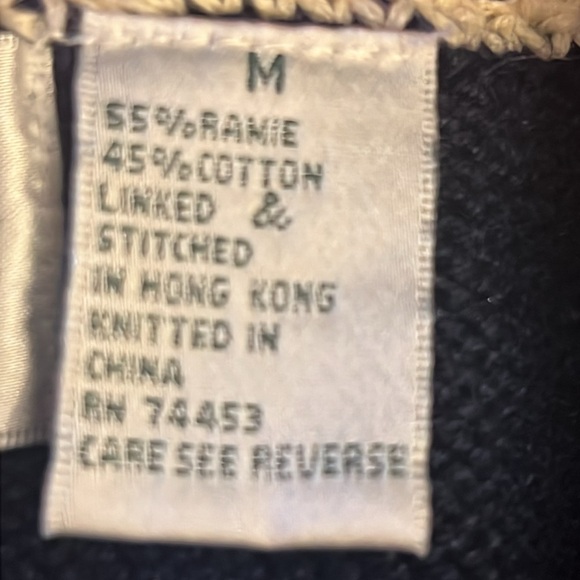 M
55%RAMIE
45%COTTON
LINKED &
STITCHED
IN HONG KONG
KNITTED IN
CHINA
RN 74453
CARE SEE REVERSE